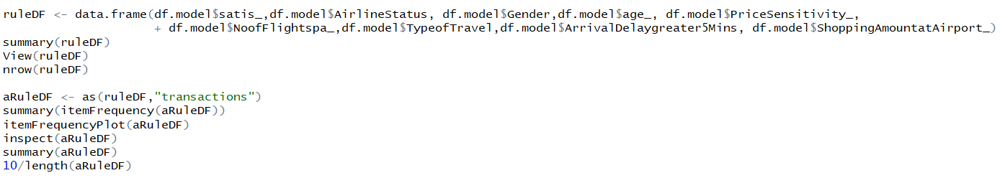 ruleDF <- data.frame(df.model$satis_,df.model$AirlineStatus, df.model$Gender,df.model$age_, df.model$PriceSensitivity_,
+ df.model$NoofFlightspa_,df.model$TypeofTravel,df.model$ArrivalDelaygreater5Mins, df.model$ShoppingAmountatAirport_)
summary(ruleDF)
View(ruleDF)
nrow(ruleDF)
aRuleDF <- as(ruleDF,"transactions")
summary(itemFrequency(aRuleDF))
itemFrequencyPlot(aRuleDF)
inspect(aRuleDF)
summary(aRuleDF)
10/length(aRuleDF)